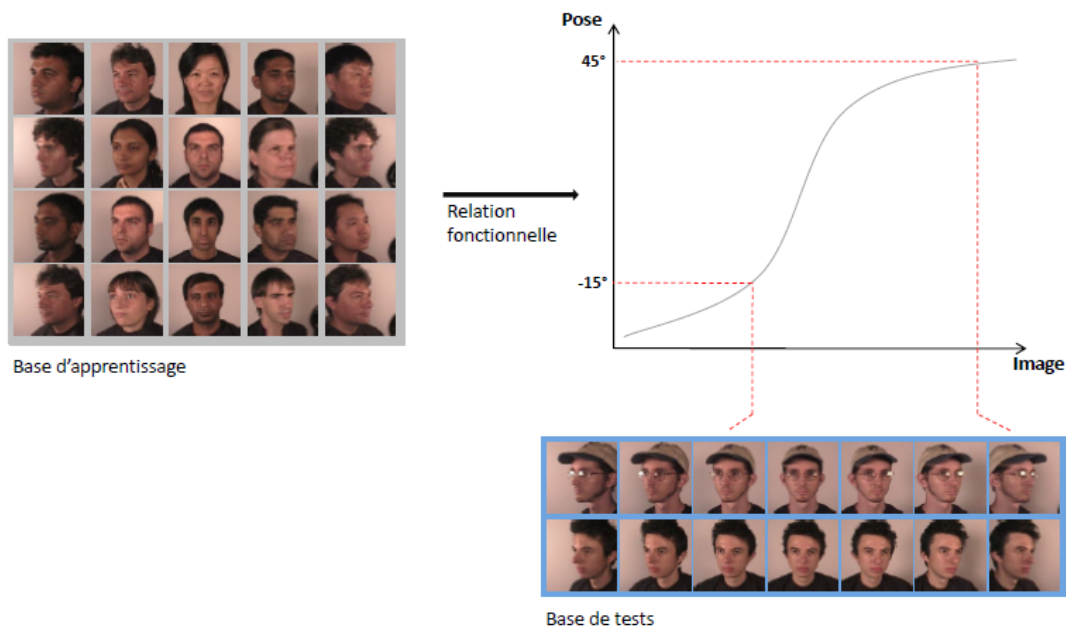 Pose
45°
Relation
fonctionnelle
-15°
Image
Base d'apprentissage
Base de tests